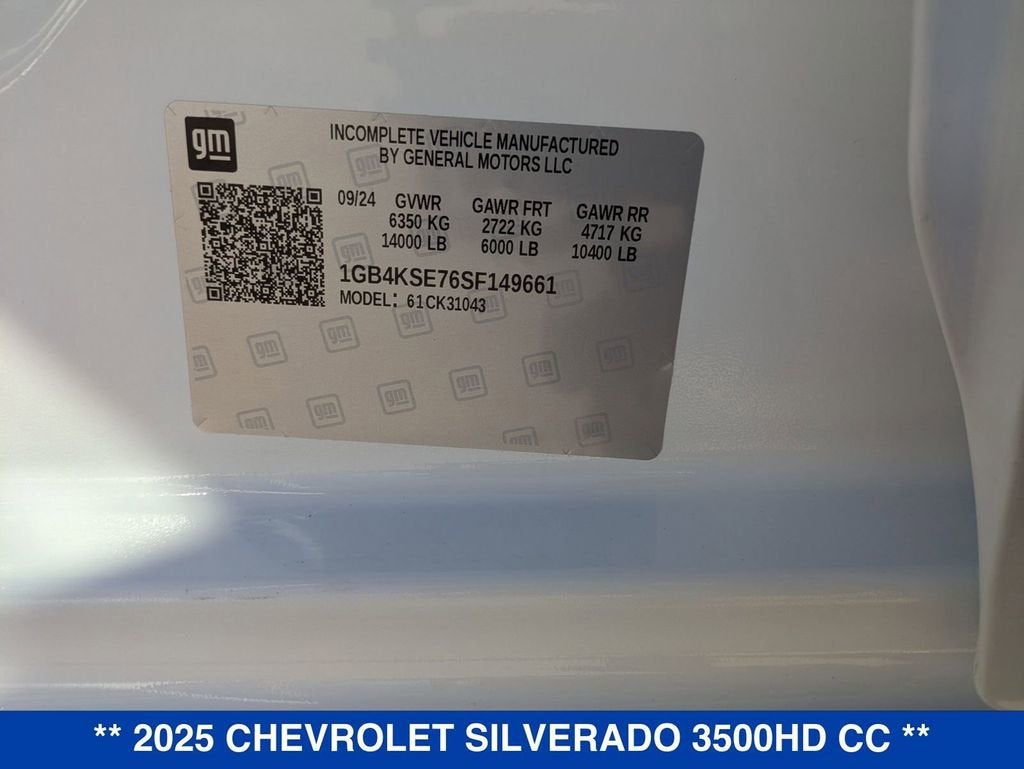 gm
INCOMPLETE VEHICLE MANUFACTURED
BY GENERAL MOTORS LLC
09/24 GVWR GAWR FRT GAWR RR
6350 KG 2722 KG 4717 KG
14000 LB 6000 LB 10400 LB
1GB4KSE76SF149661
MODEL: 61CK31043
** 2025 CHEVROLET SILVERADO 3500HD CC **